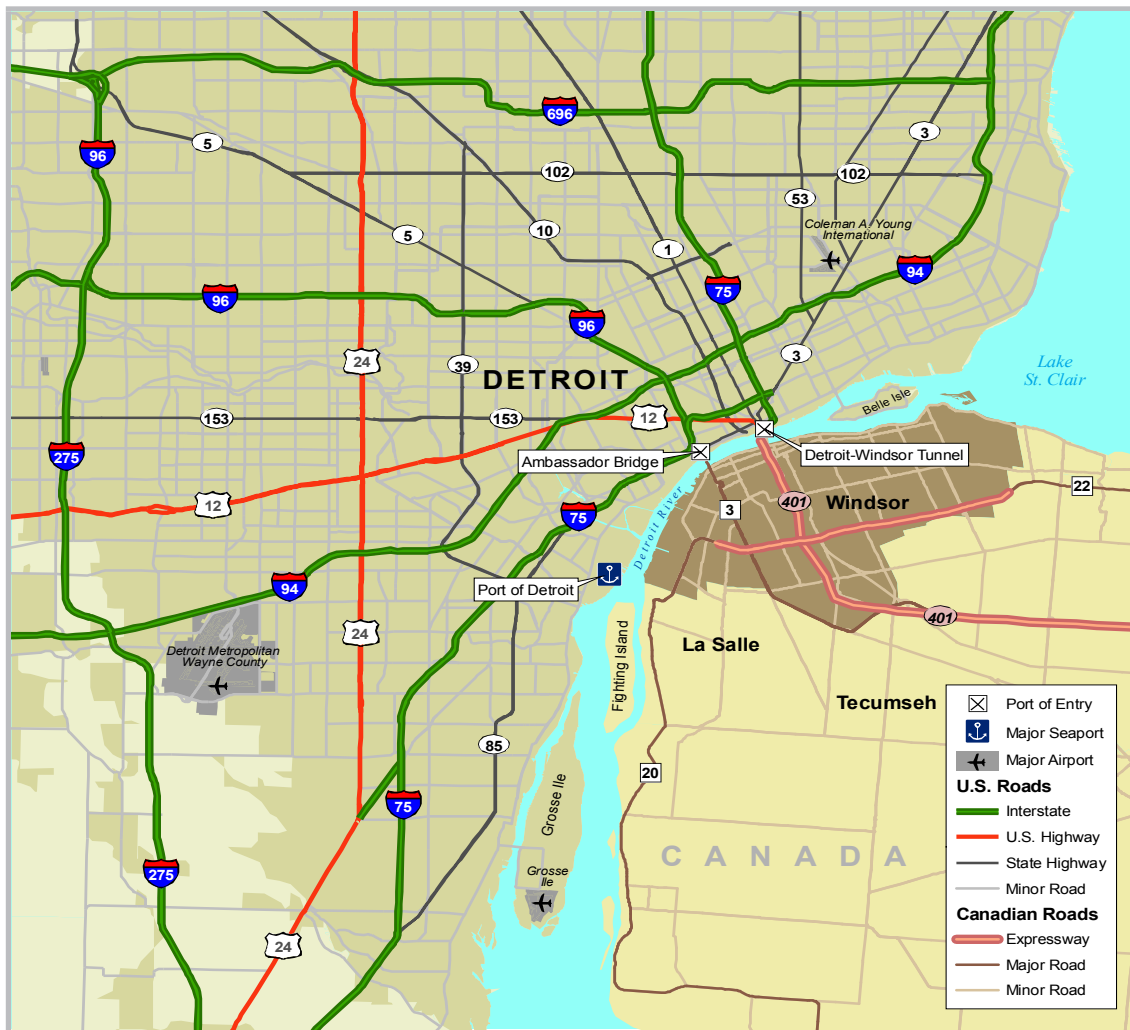 696
96
5
3
102
102
53
Coleman A. Young
International
5
10
1
94
96
75
96
24
39
3
Lake
St. Clair
DETROIT
Belle Isle
153
153
12
275
Ambassador Bridge
Detroit-Windsor Tunnel
12
75
3
401
Windsor
22
Detroit River
94
Port of Detroit
401
24
La Salle
Detroit Metropolitan
Wayne County
Fighting Island
Tecumseh
85
20
75
Grosse Ile
CANADA
275
Grosse
Ile
24
Port of Entry
Major Seaport
Major Airport
U.S. Roads
Interstate
U.S. Highway
State Highway
Minor Road
Canadian Roads
Expressway
Major Road
Minor Road